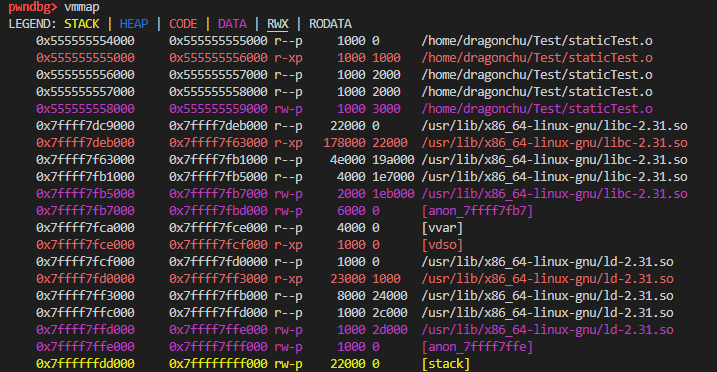 pwndbg> vmmap
LEGEND: STACK | HEAP | CODE | DATA | RWX | RODATA
0x555555554000 0x555555555000 r--p 1000 0 /home/dragonchu/Test/staticTest.o
0x555555555000 0x555555556000 r-xp 1000 1000 /home/dragonchu/Test/staticTest.o
0x555555556000 0x555555557000 r--p 1000 2000 /home/dragonchu/Test/staticTest.o
0x555555557000 0x555555558000 r--p 1000 2000 /home/dragonchu/Test/staticTest.o
0x555555558000 0x555555559000 rw-p 1000 3000 /home/dragonchu/Test/staticTest.o
0x7ffff7dc9000 0x7ffff7deb000 r--p 22000 0 /usr/lib/x86_64-linux-gnu/libc-2.31.so
0x7ffff7deb000 0x7ffff7f63000 r-xp 178000 22000 /usr/lib/x86_64-linux-gnu/libc-2.31.so
0x7ffff7f63000 0x7ffff7fb1000 r--p 4e000 19a000 /usr/lib/x86_64-linux-gnu/libc-2.31.so
0x7ffff7fb1000 0x7ffff7fb5000 r--p 4000 1e7000 /usr/lib/x86_64-linux-gnu/libc-2.31.so
0x7ffff7fb5000 0x7ffff7fb7000 rw-p 2000 1eb000 /usr/lib/x86_64-linux-gnu/libc-2.31.so
0x7ffff7fb7000 0x7ffff7fbd000 rw-p 6000 0 [anon_7ffff7fb7]
0x7ffff7fca000 0x7ffff7fce000 r--p 4000 0 [vvar]
0x7ffff7fce000 0x7ffff7fcf000 r-xp 1000 0 [vdso]
0x7ffff7fcf000 0x7ffff7fd0000 r--p 1000 0 /usr/lib/x86_64-linux-gnu/ld-2.31.so
0x7ffff7fd0000 0x7ffff7ff3000 r-xp 23000 1000 /usr/lib/x86_64-linux-gnu/ld-2.31.so
0x7ffff7ff3000 0x7ffff7ffb000 r--p 8000 24000 /usr/lib/x86_64-linux-gnu/ld-2.31.so
0x7ffff7ffc000 0x7ffff7ffd000 r--p 1000 2c000 /usr/lib/x86_64-linux-gnu/ld-2.31.so
0x7ffff7ffd000 0x7ffff7ffe000 rw-p 1000 2d000 /usr/lib/x86_64-linux-gnu/ld-2.31.so
0x7ffff7ffe000 0x7ffff7fff000 rw-p 1000 0 [anon_7ffff7ffe]
0x7ffffffdd000 0x7ffffffff000 rw-p 22000 0 [stack]